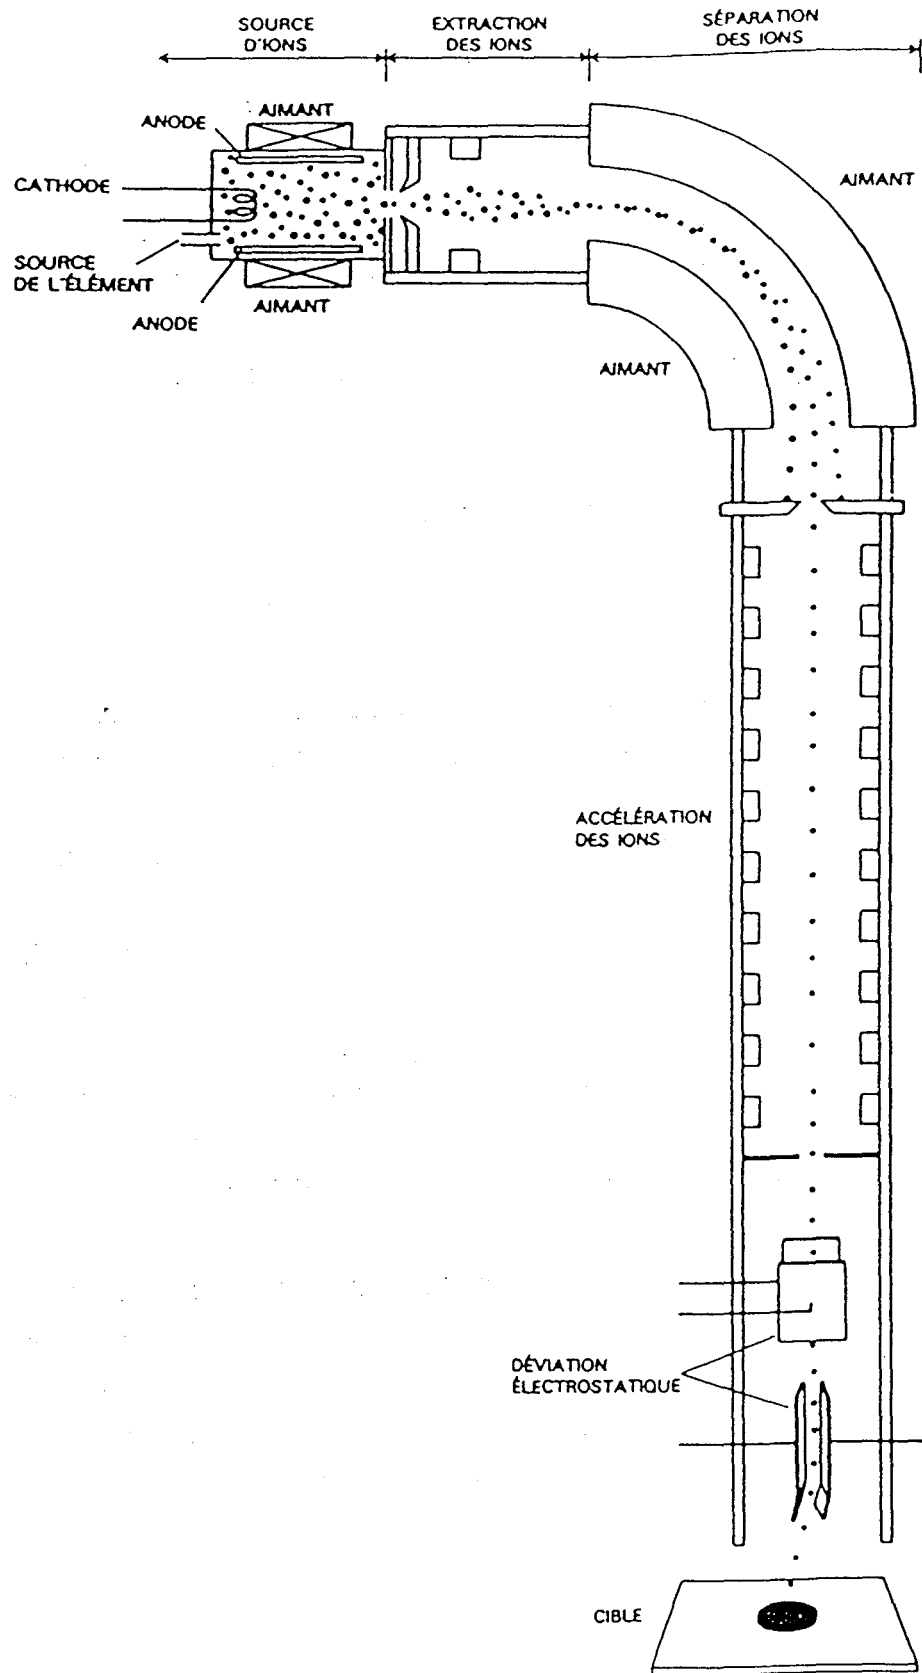 SOURCE
D'IONS
EXTRACTION
DES IONS
SÉPARATION
DES IONS
AIMANT
ANODE
CATHODE
SOURCE
DE L'ÉLÉMENT
ANODE
AIMANT
AIMANT
AIMANT
ACCÉLÉRATION
DES IONS
DÉVIATION
ÉLECTROSTATIQUE
CIBLE